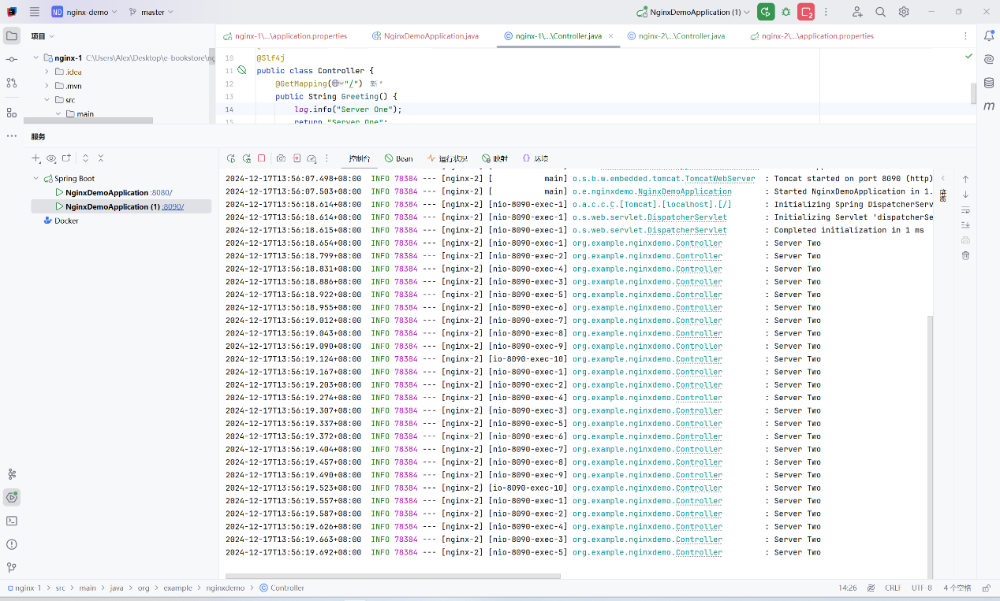 ND nginx-demo master NginxDemoApplication (1) 2
项目
nginx-1\...\application.properties NginxDemoApplication.java nginx-1\...\Controller.java nginx-2\...\Controller.java nginx-2\...\application.properties
nginx-1 C:\Users\Alex\Desktop\e-bookstore\ng
.idea
.mvn
src
main
10 @Slf4j
11 public class Controller {
12 @GetMapping("/") 新*
13 public String Greeting() {
14 log.info("Server One");
15 return "Server One";
服务
控制台 Bean 运行状况 映射 环境
Spring Boot
NginxDemoApplication :8080/
NginxDemoApplication (1) :8090/
Docker
2024-12-17T13:56:07.498+08:00 INFO 78384 --- [nginx-2] [ main] o.s.b.w.embedded.tomcat.TomcatWebServer : Tomcat started on port 8090 (http)
2024-12-17T13:56:07.503+08:00 INFO 78384 --- [nginx-2] [ main] o.e.nginxdemo.NginxDemoApplication : Started NginxDemoApplication in 1.
2024-12-17T13:56:18.614+08:00 INFO 78384 --- [nginx-2] [nio-8090-exec-1] o.a.c.c.C.[Tomcat].[localhost].[/] : Initializing Spring DispatcherServ
2024-12-17T13:56:18.614+08:00 INFO 78384 --- [nginx-2] [nio-8090-exec-1] o.s.web.servlet.DispatcherServlet : Initializing Servlet 'dispatcherSe
2024-12-17T13:56:18.615+08:00 INFO 78384 --- [nginx-2] [nio-8090-exec-1] o.s.web.servlet.DispatcherServlet : Completed initialization in 1 ms
2024-12-17T13:56:18.654+08:00 INFO 78384 --- [nginx-2] [nio-8090-exec-1] org.example.nginxdemo.Controller : Server Two
2024-12-17T13:56:18.799+08:00 INFO 78384 --- [nginx-2] [nio-8090-exec-2] org.example.nginxdemo.Controller : Server Two
2024-12-17T13:56:18.831+08:00 INFO 78384 --- [nginx-2] [nio-8090-exec-4] org.example.nginxdemo.Controller : Server Two
2024-12-17T13:56:18.886+08:00 INFO 78384 --- [nginx-2] [nio-8090-exec-3] org.example.nginxdemo.Controller : Server Two
2024-12-17T13:56:18.922+08:00 INFO 78384 --- [nginx-2] [nio-8090-exec-5] org.example.nginxdemo.Controller : Server Two
2024-12-17T13:56:18.955+08:00 INFO 78384 --- [nginx-2] [nio-8090-exec-6] org.example.nginxdemo.Controller : Server Two
2024-12-17T13:56:19.012+08:00 INFO 78384 --- [nginx-2] [nio-8090-exec-7] org.example.nginxdemo.Controller : Server Two
2024-12-17T13:56:19.043+08:00 INFO 78384 --- [nginx-2] [nio-8090-exec-8] org.example.nginxdemo.Controller : Server Two
2024-12-17T13:56:19.090+08:00 INFO 78384 --- [nginx-2] [nio-8090-exec-9] org.example.nginxdemo.Controller : Server Two
2024-12-17T13:56:19.124+08:00 INFO 78384 --- [nginx-2] [io-8090-exec-10] org.example.nginxdemo.Controller : Server Two
2024-12-17T13:56:19.167+08:00 INFO 78384 --- [nginx-2] [nio-8090-exec-1] org.example.nginxdemo.Controller : Server Two
2024-12-17T13:56:19.203+08:00 INFO 78384 --- [nginx-2] [nio-8090-exec-2] org.example.nginxdemo.Controller : Server Two
2024-12-17T13:56:19.274+08:00 INFO 78384 --- [nginx-2] [nio-8090-exec-4] org.example.nginxdemo.Controller : Server Two
2024-12-17T13:56:19.307+08:00 INFO 78384 --- [nginx-2] [nio-8090-exec-3] org.example.nginxdemo.Controller : Server Two
2024-12-17T13:56:19.337+08:00 INFO 78384 --- [nginx-2] [nio-8090-exec-5] org.example.nginxdemo.Controller : Server Two
2024-12-17T13:56:19.372+08:00 INFO 78384 --- [nginx-2] [nio-8090-exec-6] org.example.nginxdemo.Controller : Server Two
2024-12-17T13:56:19.404+08:00 INFO 78384 --- [nginx-2] [nio-8090-exec-7] org.example.nginxdemo.Controller : Server Two
2024-12-17T13:56:19.457+08:00 INFO 78384 --- [nginx-2] [nio-8090-exec-8] org.example.nginxdemo.Controller : Server Two
2024-12-17T13:56:19.490+08:00 INFO 78384 --- [nginx-2] [nio-8090-exec-9] org.example.nginxdemo.Controller : Server Two
2024-12-17T13:56:19.523+08:00 INFO 78384 --- [nginx-2] [io-8090-exec-10] org.example.nginxdemo.Controller : Server Two
2024-12-17T13:56:19.557+08:00 INFO 78384 --- [nginx-2] [nio-8090-exec-1] org.example.nginxdemo.Controller : Server Two
2024-12-17T13:56:19.587+08:00 INFO 78384 --- [nginx-2] [nio-8090-exec-2] org.example.nginxdemo.Controller : Server Two
2024-12-17T13:56:19.626+08:00 INFO 78384 --- [nginx-2] [nio-8090-exec-4] org.example.nginxdemo.Controller : Server Two
2024-12-17T13:56:19.663+08:00 INFO 78384 --- [nginx-2] [nio-8090-exec-3] org.example.nginxdemo.Controller : Server Two
2024-12-17T13:56:19.692+08:00 INFO 78384 --- [nginx-2] [nio-8090-exec-5] org.example.nginxdemo.Controller : Server Two
nginx-1 > src > main > java > org > example > nginxdemo > Controller 14:26 CRLF UTF-8 4 个空格